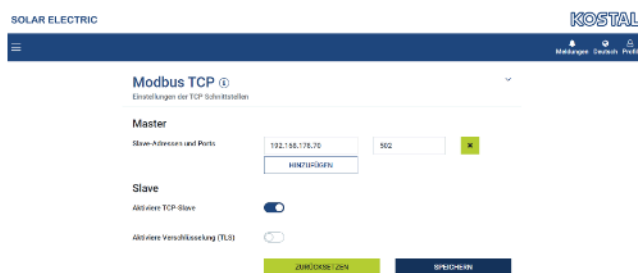 SOLAR ELECTRIC
KOSTAL
Meldungen Deutsch Profil
Modbus TCP
Einstellungen der TCP Schnittstellen
Master
Slave-Adressen und Ports
192.168.178.70
502
HINZUFÜGEN
Slave
Aktiviere TCP-Slave
Aktiviere Verschlüsselung (TLS)
ZURÜCKSETZEN
SPEICHERN